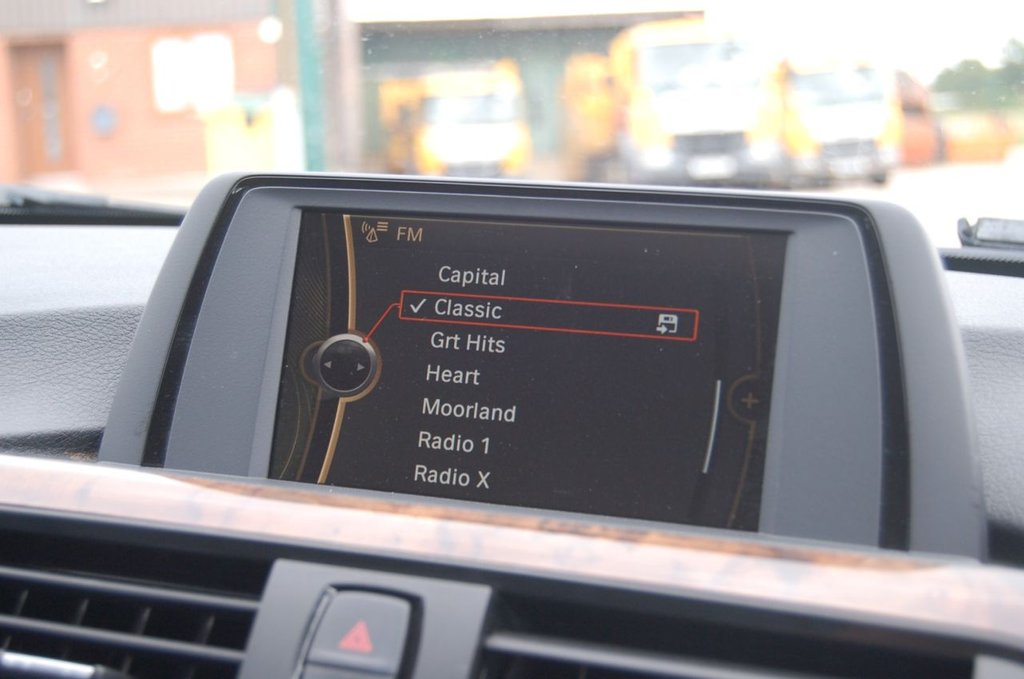 FM
Capital
✓ Classic
Grt Hits
Heart
Moorland
Radio 1
Radio X